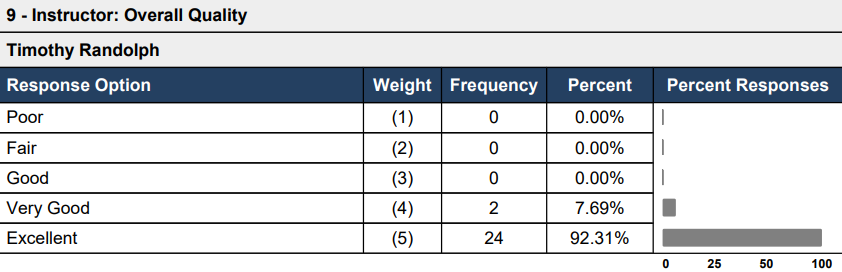 9 - Instructor: Overall Quality
Timothy Randolph
Response Option Weight Frequency Percent Percent Responses
Poor (1) 0 0.00%
Fair (2) 0 0.00%
Good (3) 0 0.00%
Very Good (4) 2 7.69%
Excellent (5) 24 92.31%
0 25 50 100